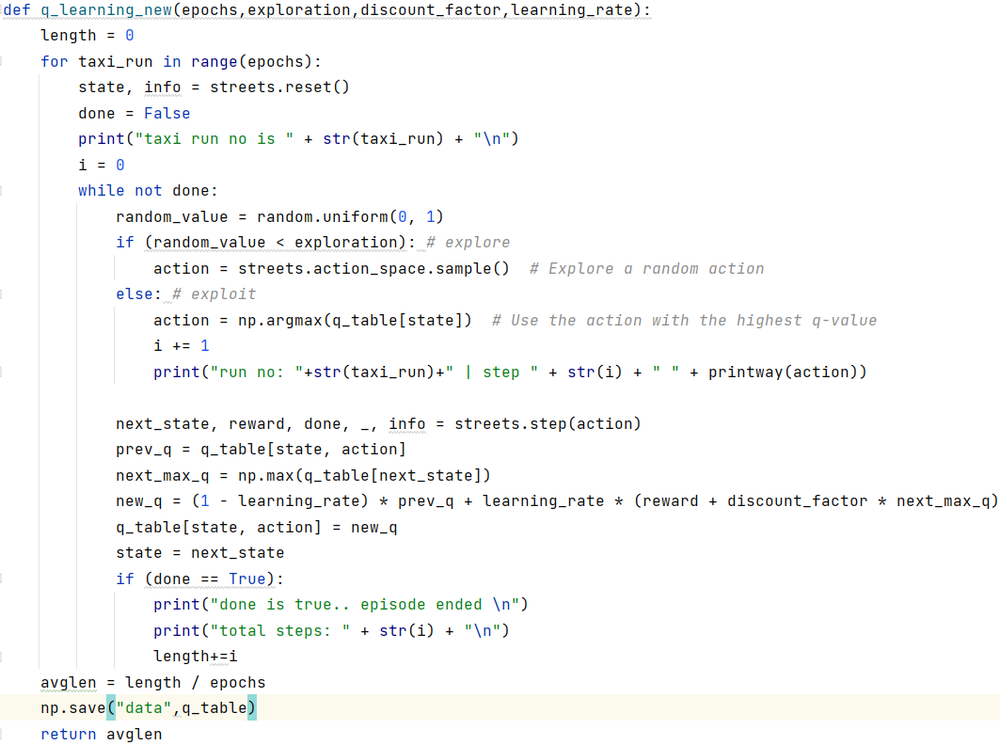 def q_learning_new(epochs,exploration,discount_factor,learning_rate):
    length = 0
    for taxi_run in range(epochs):
        state, info = streets.reset()
        done = False
        print("taxi run no is " + str(taxi_run) + "\n")
        i = 0
        while not done:
            random_value = random.uniform(0, 1)
            if (random_value < exploration): # explore
                action = streets.action_space.sample()  # Explore a random action
            else: # exploit
                action = np.argmax(q_table[state])  # Use the action with the highest q-value
                i += 1
                print("run no: "+str(taxi_run)+" | step " + str(i) + " " + printway(action))
            next_state, reward, done, _, info = streets.step(action)
            prev_q = q_table[state, action]
            next_max_q = np.max(q_table[next_state])
            new_q = (1 - learning_rate) * prev_q + learning_rate * (reward + discount_factor * next_max_q)
            q_table[state, action] = new_q
            state = next_state
            if (done == True):
                print("done is true.. episode ended \n")
                print("total steps: " + str(i) + "\n")
                length+=i
    avglen = length / epochs
    np.save("data",q_table)
    return avglen